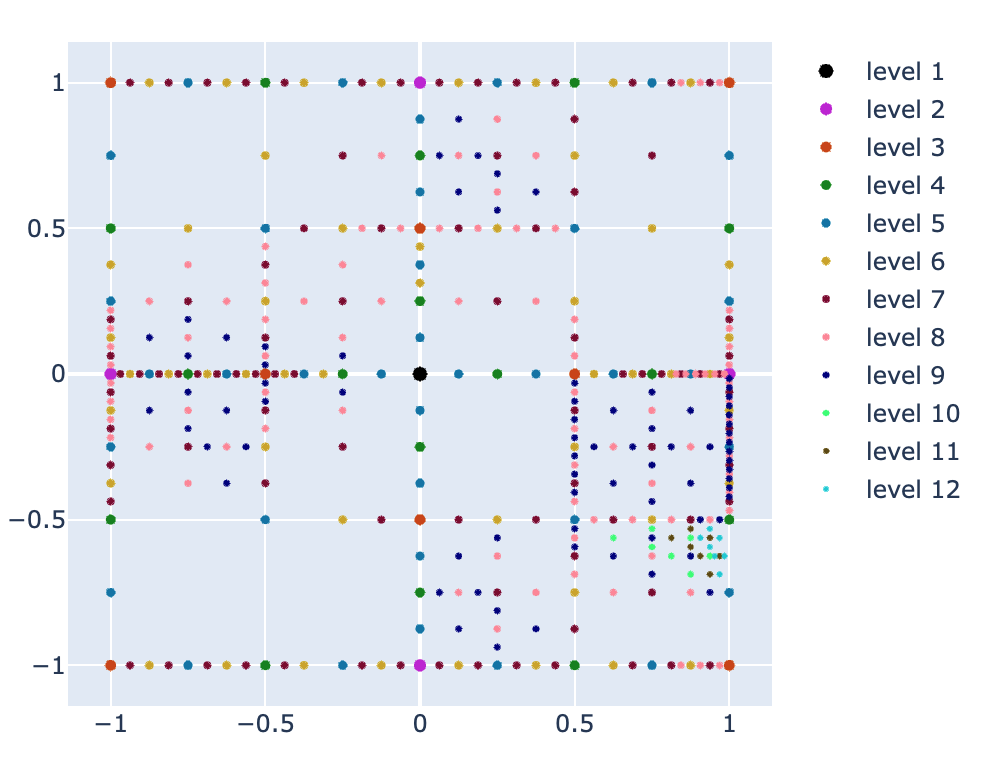 1
0.5
0
−0.5
−1
−1
−0.5
0
0.5
1
level 1
level 2
level 3
level 4
level 5
level 6
level 7
level 8
level 9
level 10
level 11
level 12